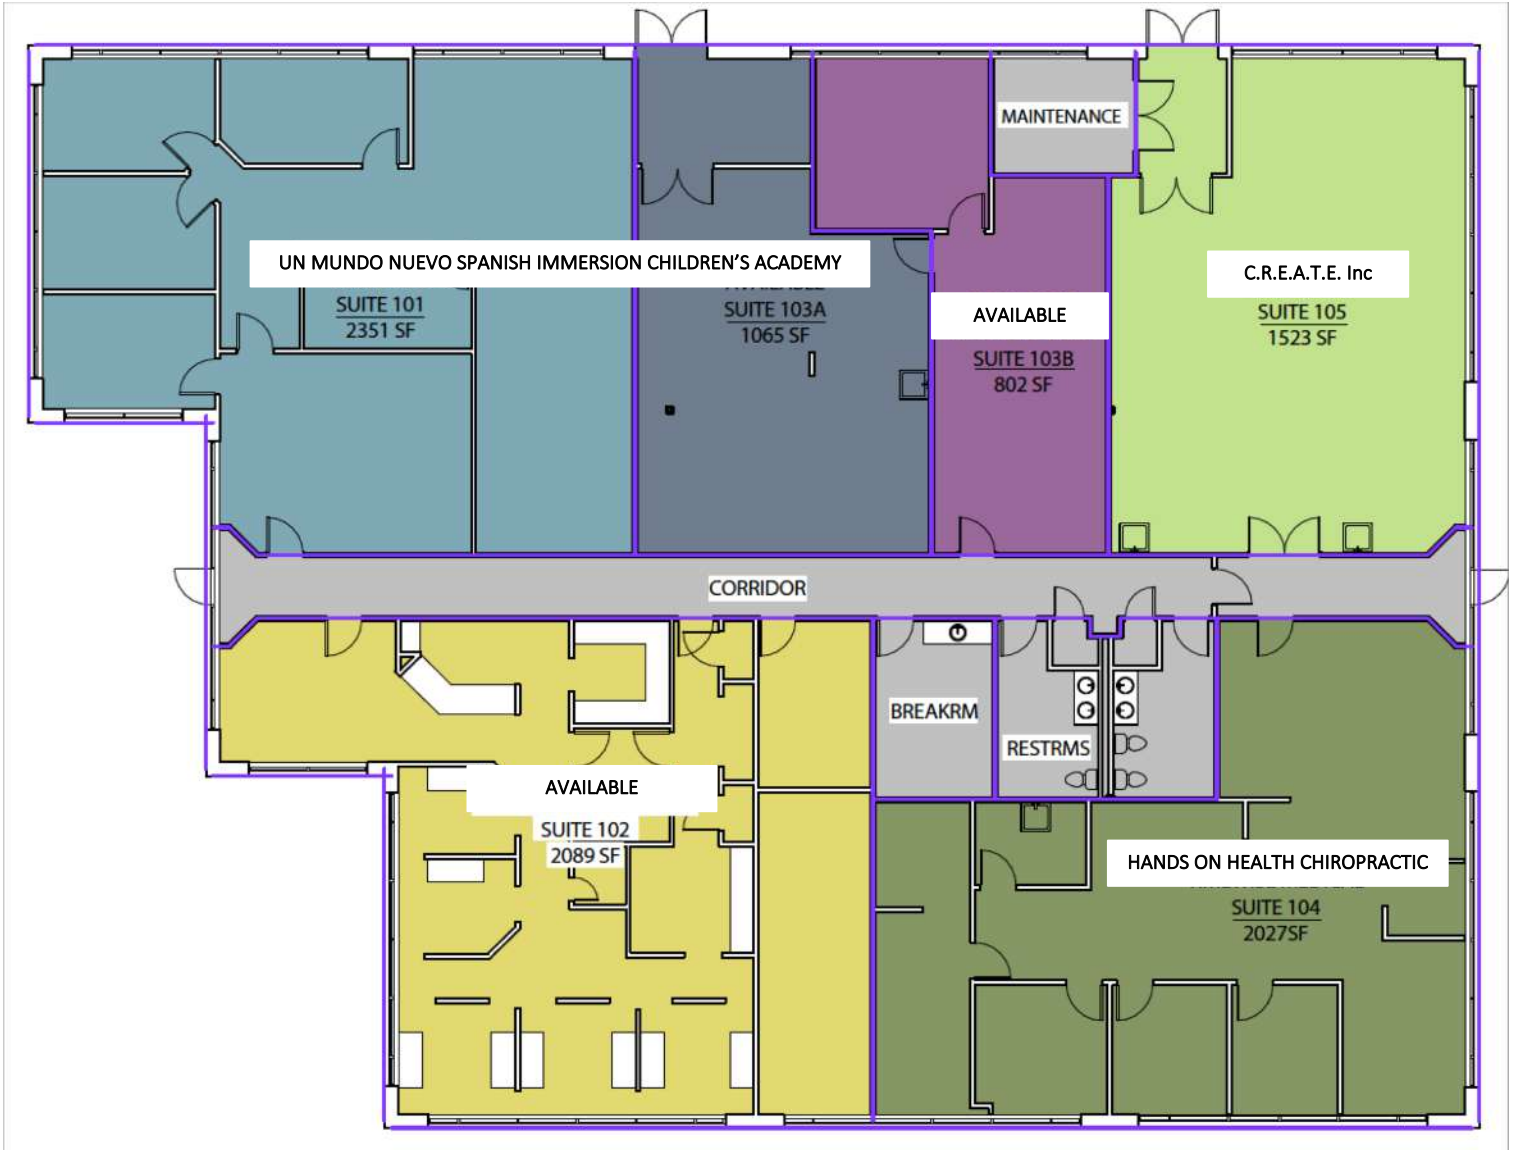 MAINTENANCE
UN MUNDO NUEVO SPANISH IMMERSION CHILDREN'S ACADEMY
SUITE 101
2351 SF
SUITE 103A
1065 SF
AVAILABLE
SUITE 103B
802 SF
C.R.E.A.T.E. Inc
SUITE 105
1523 SF
CORRIDOR
BREAKRM
RESTRMS
AVAILABLE
SUITE 102
2089 SF
HANDS ON HEALTH CHIROPRACTIC
SUITE 104
2027SF